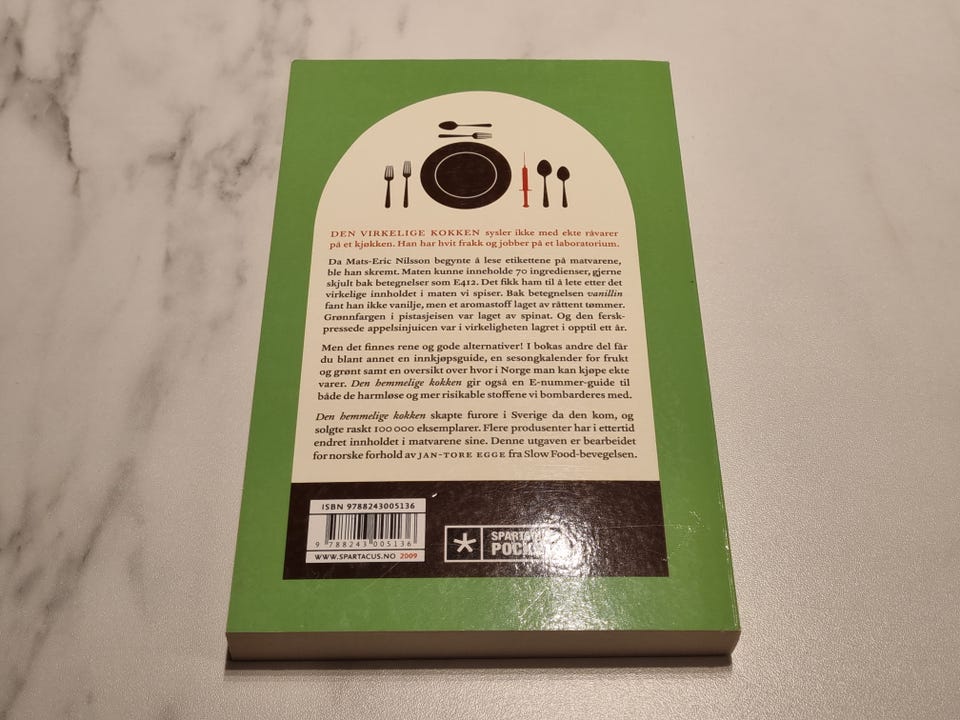 DEN VIRKELIGE KOKKEN sysler ikke med ekte råvarer
på et kjøkken. Han har hvit frakk og jobber på et laboratorium.
Da Mats-Eric Nilsson begynte å lese etikettene på matvarene,
ble han skremt. Maten kunne inneholde 70 ingredienser, gjerne
skjult bak betegnelser som E412. Det fikk ham til å lete etter det
virkelige innholdet i maten vi spiser. Bak betegnelsen vanillin
fant han ikke vanilje, men et aromastoff laget av råttent tømmer.
Grønnfargen i pistasjeisen var laget av spinat. Og den fersk-
pressede appelsinjuicen var i virkeligheten lagret i opptil ett år.
Men det finnes rene og gode alternativer! I bokas andre del får
du blant annet en innkjøpsguide, en sesongkalender for frukt
og grønt samt en oversikt over hvor i Norge man kan kjøpe ekte
varer. Den hemmelige kokken gir også en E-nummer-guide til
både de harmløse og mer risikable stoffene vi bombarderes med.
Den hemmelige kokken skapte furore i Sverige da den kom, og
solgte raskt 100 000 eksemplarer. Flere produsenter har i ettertid
endret innholdet i matvarene sine. Denne utgaven er bearbeidet
for norske forhold av JAN-TORE EGGE fra Slow Food-bevegelsen.
ISBN 9788243005136
9 788243 005136
WWW.SPARTACUS.NO 2009